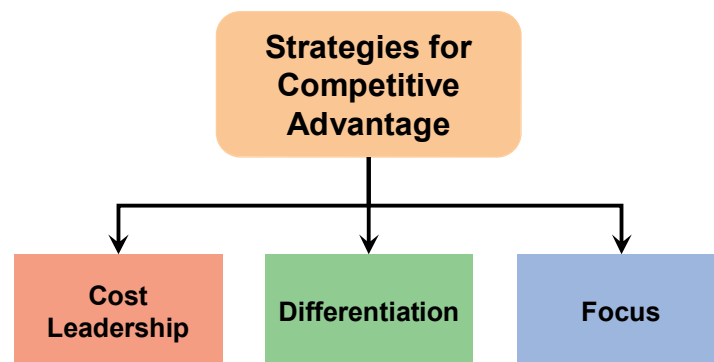 Strategies for
Competitive
Advantage
Cost
Leadership
Differentiation
Focus